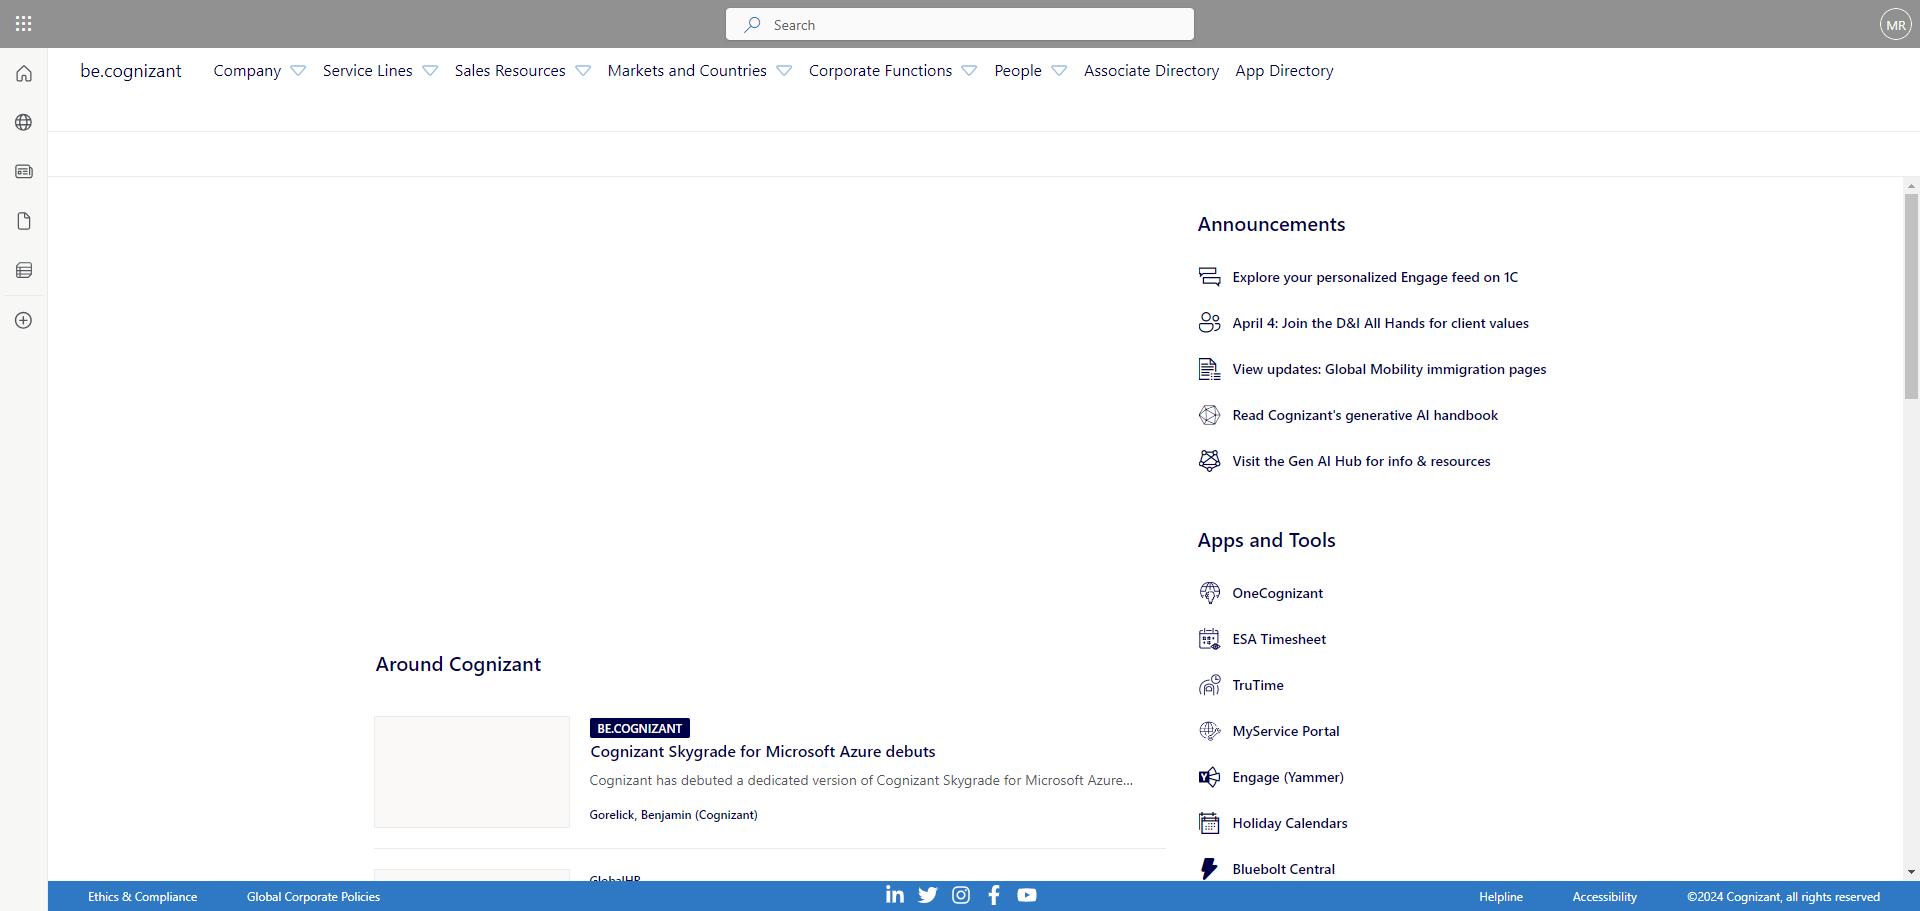 Search
MR
be.cognizant
Company
Service Lines
Sales Resources
Markets and Countries
Corporate Functions
People
Associate Directory
App Directory
Announcements
Explore your personalized Engage feed on 1C
April 4: Join the D&I All Hands for client values
View updates: Global Mobility immigration pages
Read Cognizant's generative AI handbook
Visit the Gen AI Hub for info & resources
Apps and Tools
OneCognizant
ESA Timesheet
TruTime
MyService Portal
Engage (Yammer)
Holiday Calendars
Bluebolt Central
Around Cognizant
BE.COGNIZANT
Cognizant Skygrade for Microsoft Azure debuts
Cognizant has debuted a dedicated version of Cognizant Skygrade for Microsoft Azure...
Gorelick, Benjamin (Cognizant)
GlobalHR
Ethics & Compliance
Global Corporate Policies
Helpline
Accessibility
©2024 Cognizant, all rights reserved